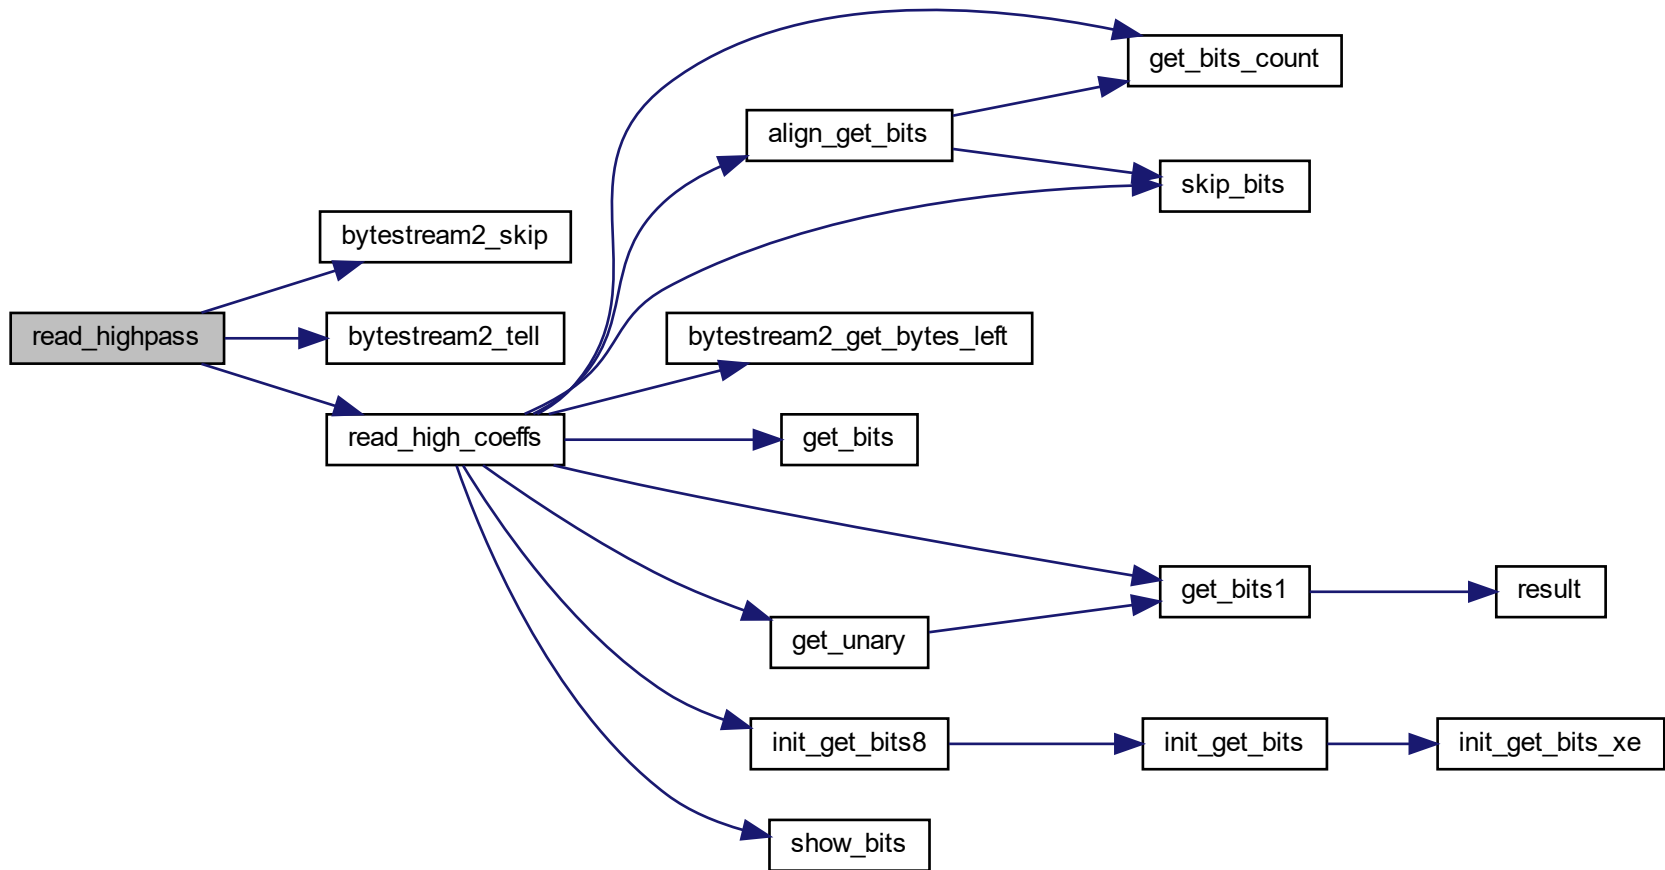 get_bits_count
align_get_bits
skip_bits
bytestream2_skip
read_highpass
bytestream2_tell
bytestream2_get_bytes_left
read_high_coeffs
get_bits
get_bits1
result
get_unary
init_get_bits8
init_get_bits
init_get_bits_xe
show_bits